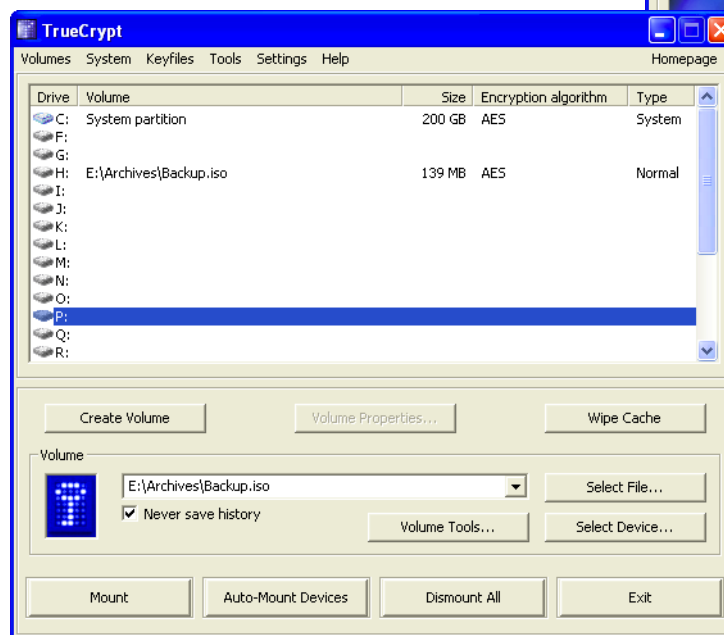 TrueCrypt
Volumes System Keyfiles Tools Settings Help Homepage
Drive Volume Size Encryption algorithm Type
C: System partition 200 GB AES System
F:
G:
H: E:\Archives\Backup.iso 139 MB AES Normal
I:
J:
K:
L:
M:
N:
O:
P:
Q:
R:
Create Volume Volume Properties... Wipe Cache
Volume
E:\Archives\Backup.iso Select File...
Never save history Volume Tools... Select Device...
Mount Auto-Mount Devices Dismount All Exit